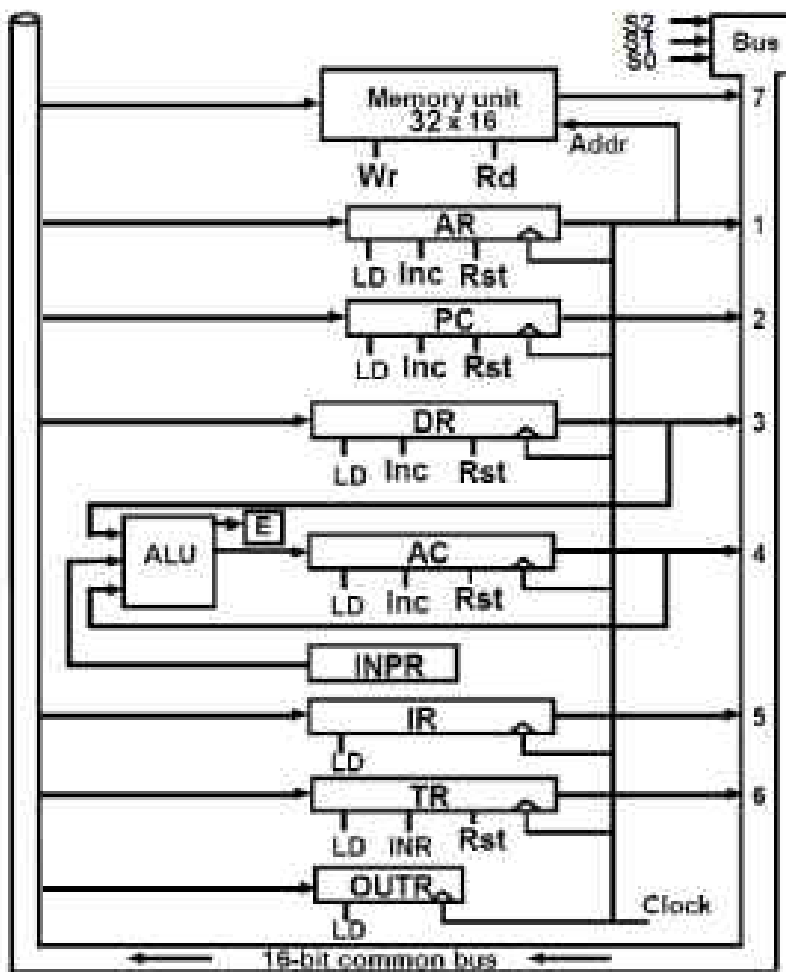 S2
S1
S0
Bus
Memory unit
32 x 16
7
Addr
Wr Rd
AR
1
LD Inc Rst
PC
2
LD Inc Rst
DR
3
LD Inc Rst
E
ALU
AC
4
LD Inc Rst
INPR
IR
5
LD
TR
6
LD INR Rst
OUTR
Clock
LD
16-bit common bus